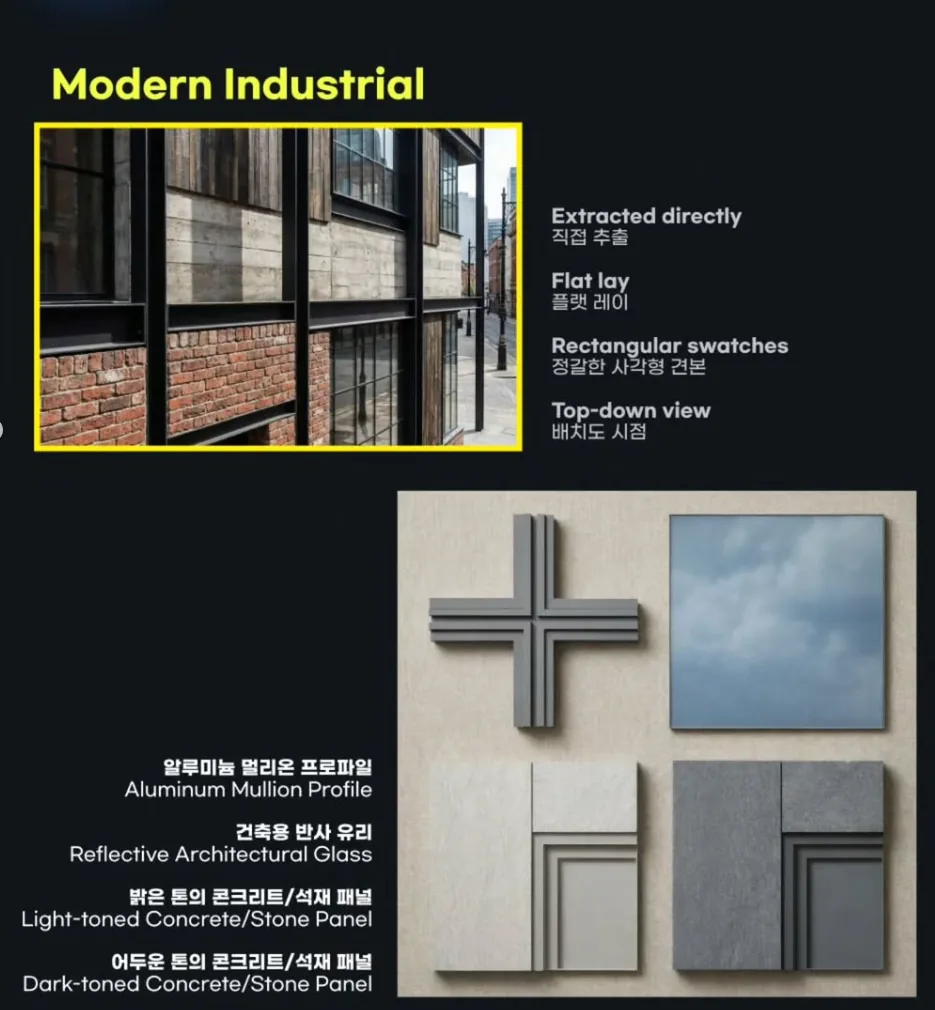 Modern Industrial
Extracted directly
직접 추출
Flat lay
플랫 레이
Rectangular swatches
정갈한 사각형 견본
Top-down view
배치도 시점
알루미늄 멀리온 프로파일
Aluminum Mullion Profile
건축용 반사 유리
Reflective Architectural Glass
밝은 톤의 콘크리트/석재 패널
Light-toned Concrete/Stone Panel
어두운 톤의 콘크리트/석재 패널
Dark-toned Concrete/Stone Panel